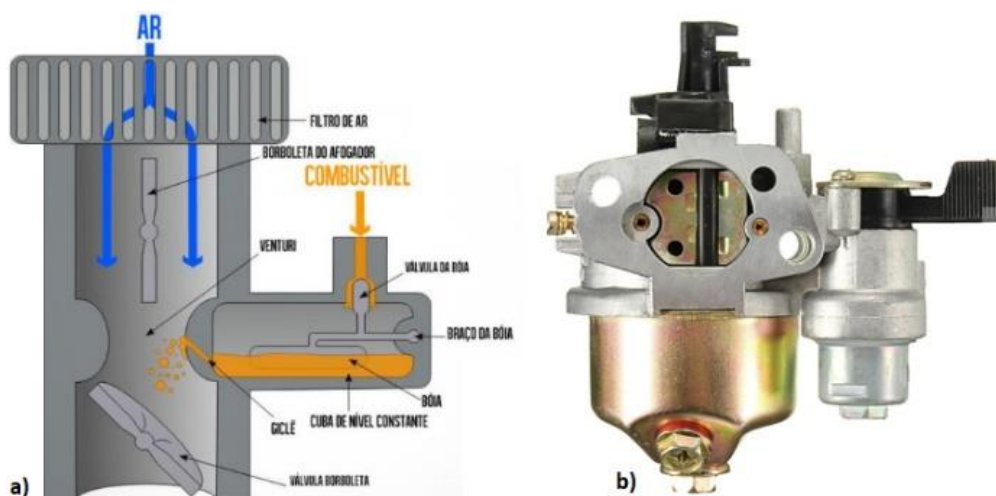 AR
FILTRO DE AR
BORBOLETA DO AFOGADOR
COMBUSTÍVEL
VENTURI
VÁLVULA DA BÓIA
BRAÇO DA BÓIA
BÓIA
CUBA DE NÍVEL CONSTANTE
GICLÊ
VÁLVULA BORBOLETA
a)
b)